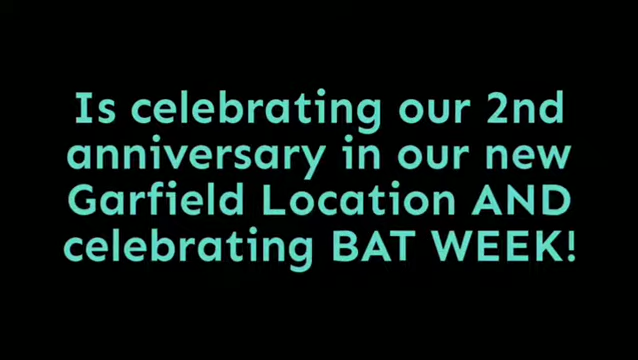 Is celebrating our 2nd
anniversary in our new
Garfield Location AND
celebrating BAT WEEK!